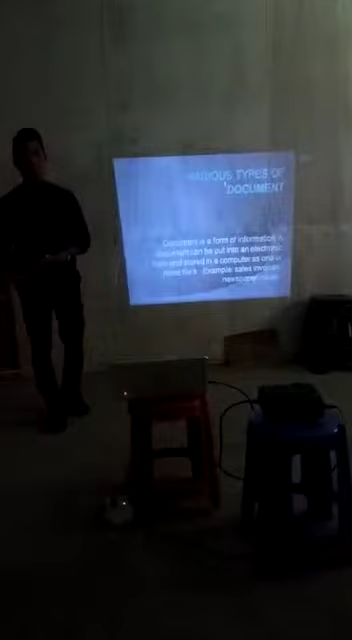 VARIOUS TYPES OF
DOCUMENT
Document is a form of information
document can be put into an electronic
form and stored in a computer as one or
more file's Example sales invoices
newspaper